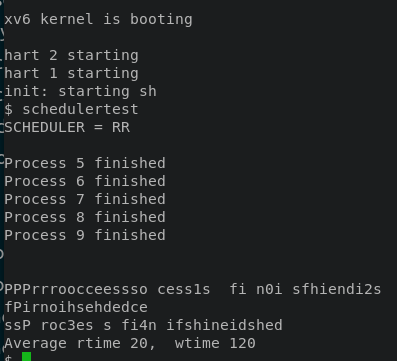 xv6 kernel is booting
hart 2 starting
hart 1 starting
init: starting sh
$ schedulertest
SCHEDULER = RR
Process 5 finished
Process 6 finished
Process 7 finished
Process 8 finished
Process 9 finished
PPPrrroocceessso cess1s  fi n0i sfhiendi2s
fPirnoihsehdedce
ssP roc3es s fi4n ifshineidshed
Average rtime 20,  wtime 120
$